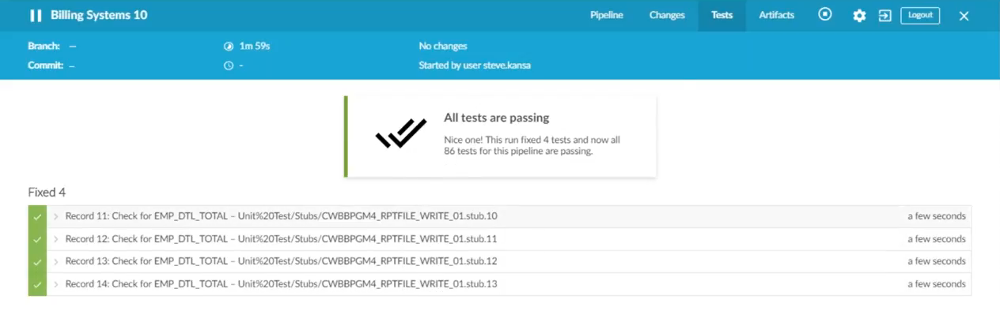 Billing Systems 10
Pipeline Changes Tests Artifacts Logout
Branch: — 1m 59s No changes
Commit: – - Started by user steve.kansa
All tests are passing
Nice one! This run fixed 4 tests and now all
86 tests for this pipeline are passing.
Fixed 4
Record 11: Check for EMP_DTL_TOTAL – Unit%20Test/Stubs/CWBBPGM4_RPTFILE_WRITE_01.stub.10 a few seconds
Record 12: Check for EMP_DTL_TOTAL – Unit%20Test/Stubs/CWBBPGM4_RPTFILE_WRITE_01.stub.11 a few seconds
Record 13: Check for EMP_DTL_TOTAL – Unit%20Test/Stubs/CWBBPGM4_RPTFILE_WRITE_01.stub.12 a few seconds
Record 14: Check for EMP_DTL_TOTAL – Unit%20Test/Stubs/CWBBPGM4_RPTFILE_WRITE_01.stub.13 a few seconds